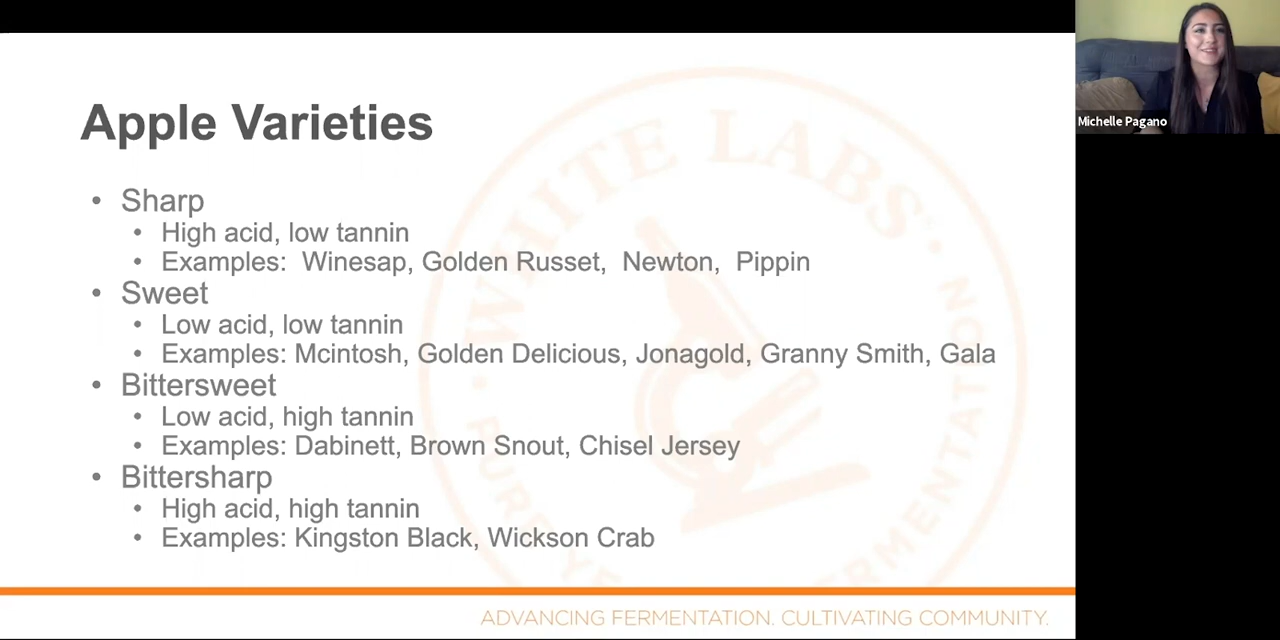 Apple Varieties
• Sharp
• High acid, low tannin
• Examples: Winesap, Golden Russet, Newton, Pippin
• Sweet
• Low acid, low tannin
• Examples: Mcintosh, Golden Delicious, Jonagold, Granny Smith, Gala
• Bittersweet
• Low acid, high tannin
• Examples: Dabinett, Brown Snout, Chisel Jersey
• Bittersharp
• High acid, high tannin
• Examples: Kingston Black, Wickson Crab
WHITE LABS
ADVANCING FERMENTATION. CULTIVATING COMMUNITY.
Michelle Pagano